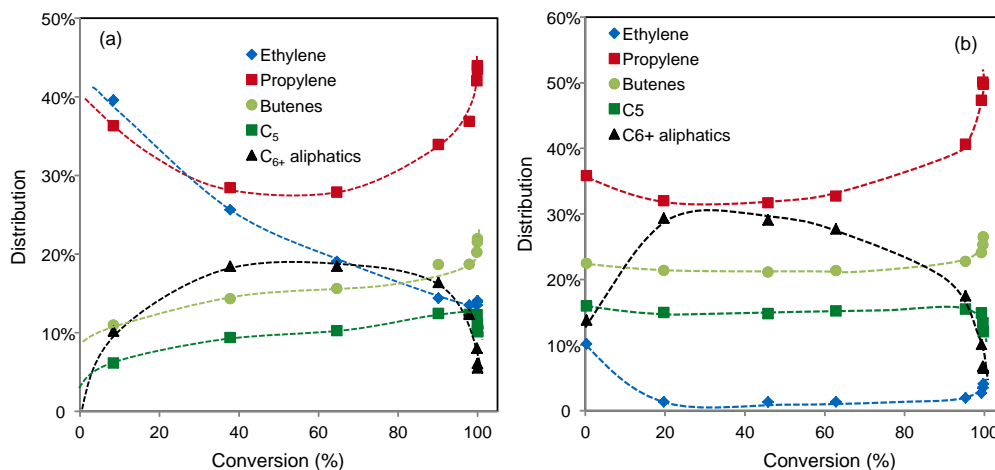 (a)
Ethylene
Propylene
Butenes
C₅
C₆₊ aliphatics
50%
40%
30%
20%
10%
0
Distribution
0 20 40 60 80 100
Conversion (%)
(b)
Ethylene
Propylene
Butenes
C5
C6+ aliphatics
60%
50%
40%
30%
20%
10%
0
Distribution
0 20 40 60 80 100
Conversion (%)